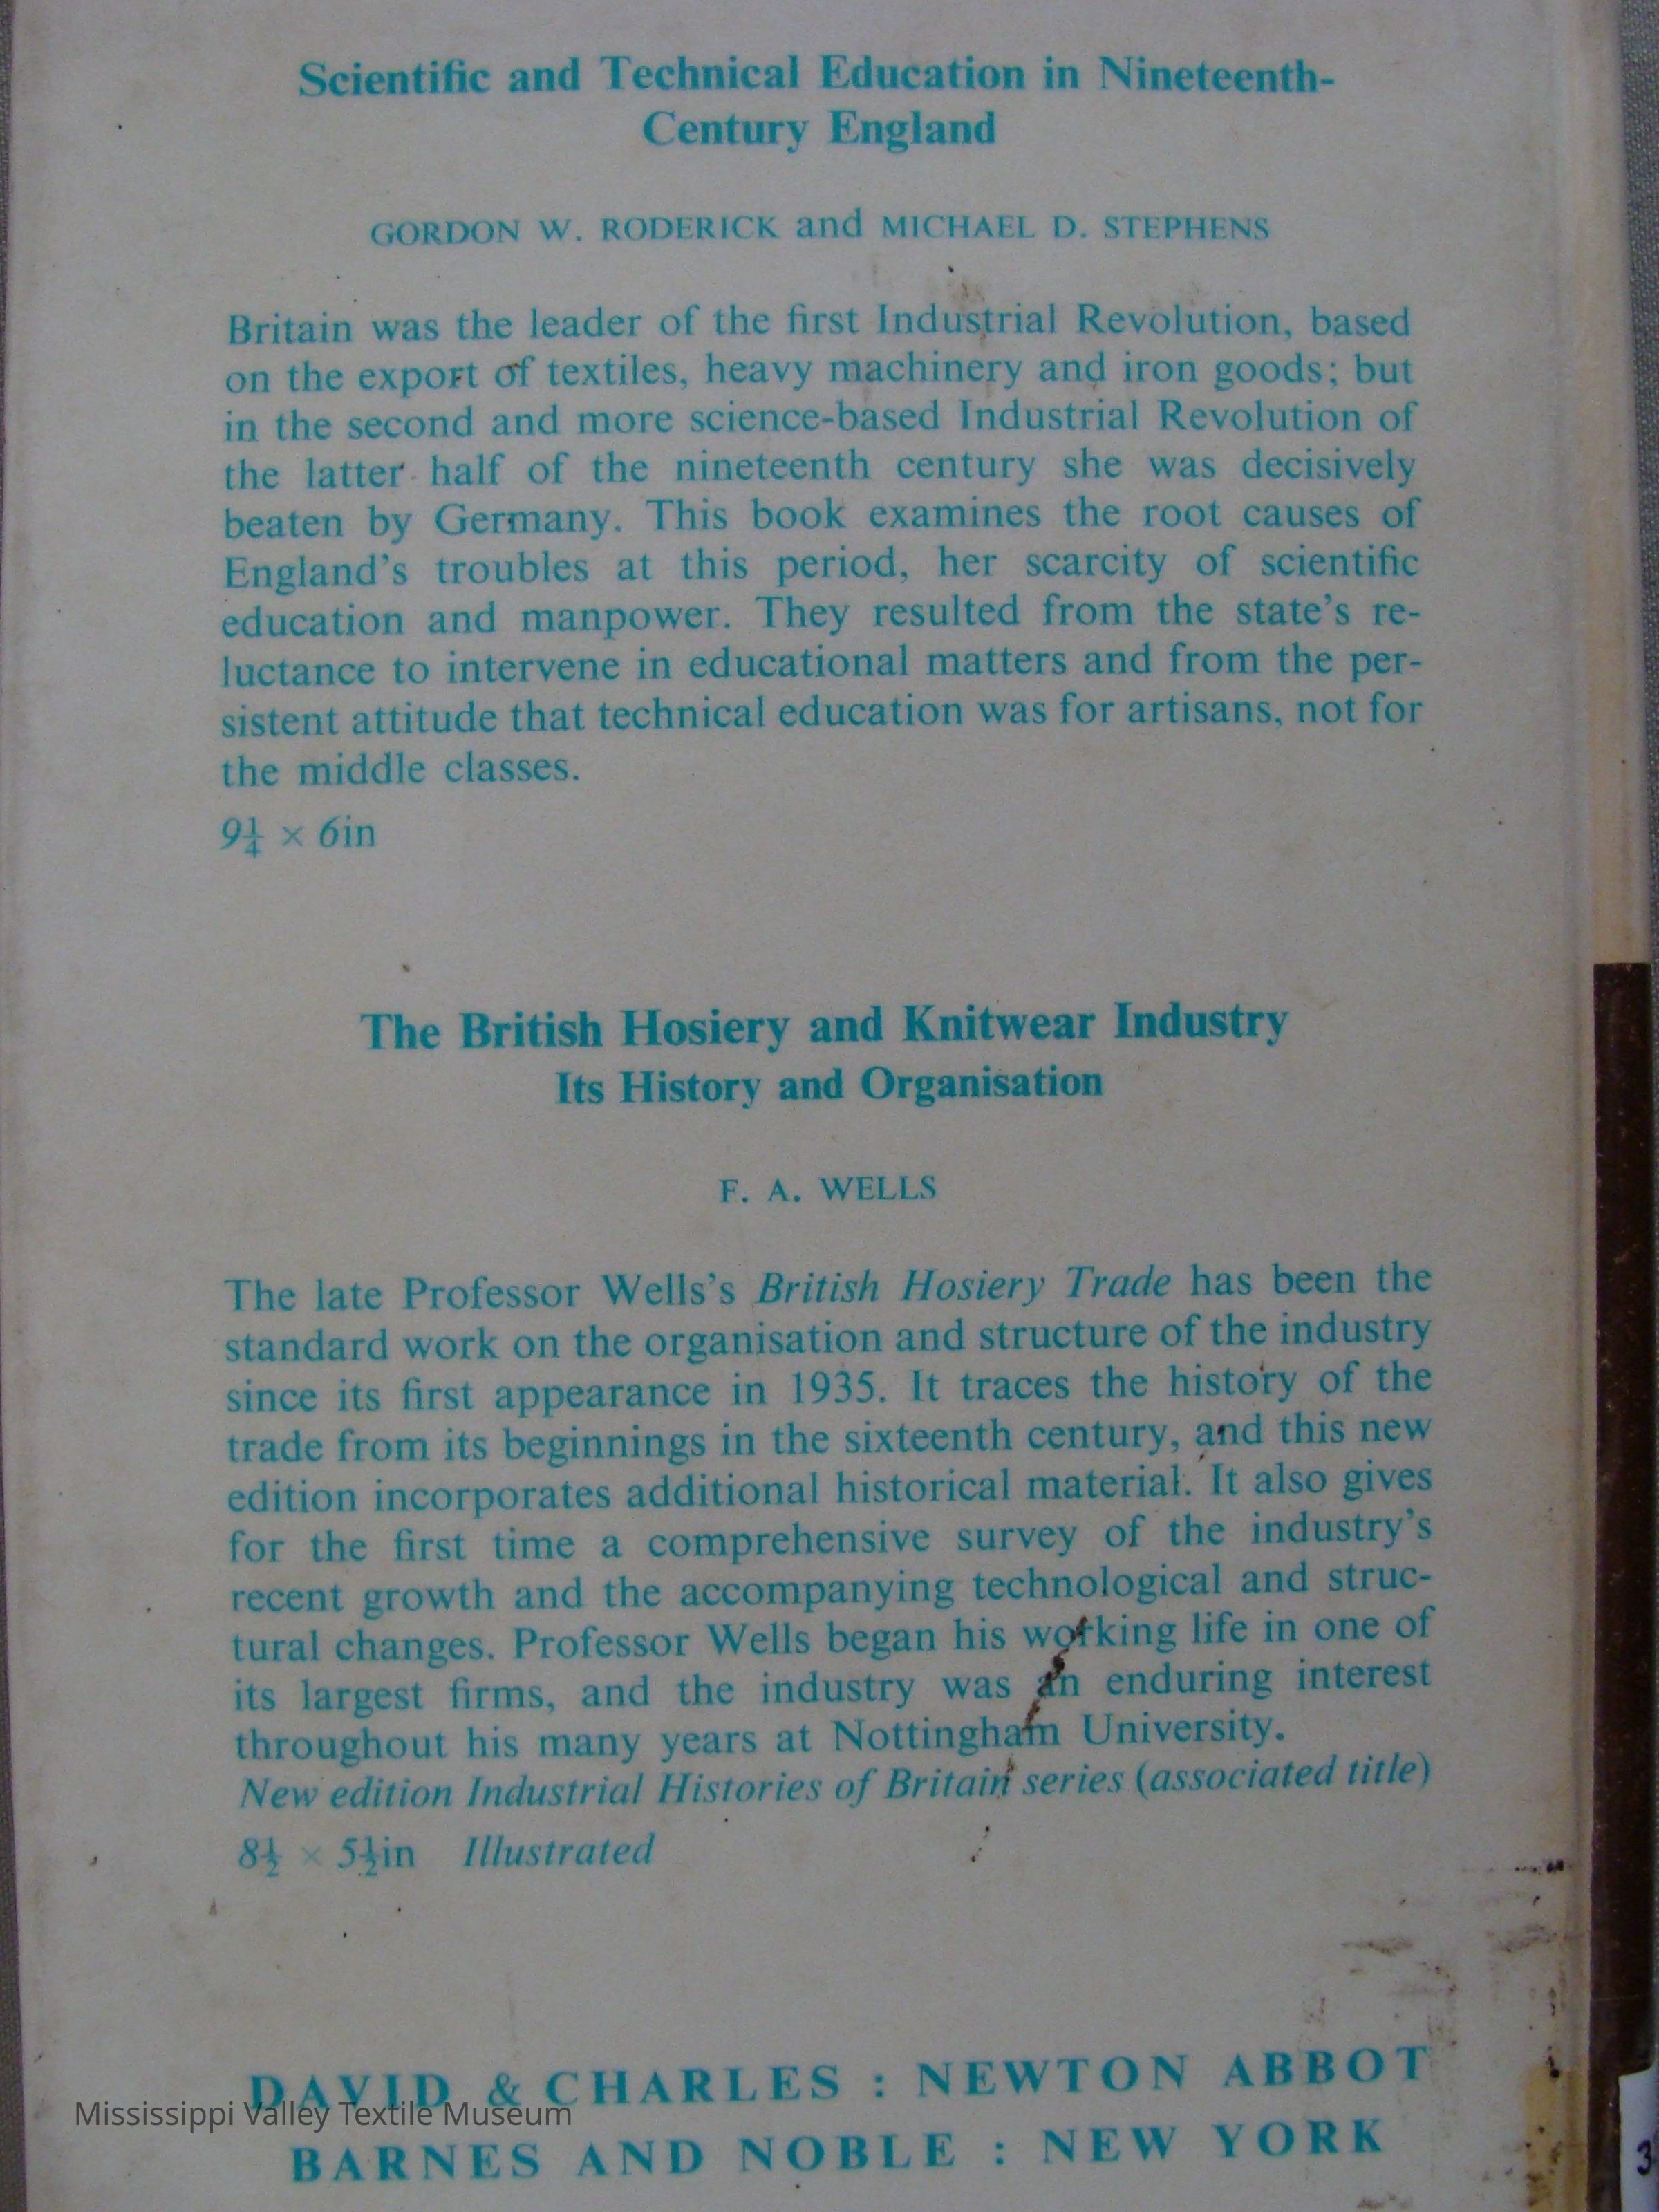 Scientific and Technical Education in Nineteenth-
Century England
GORDON W. RODERICK and MICHAEL D. STEPHENS
Britain was the leader of the first Industrial Revolution, based
on the export of textiles, heavy machinery and iron goods; but
in the second and more science-based Industrial Revolution of
the latter half of the nineteenth century she was decisively
beaten by Germany. This book examines the root causes of
England's troubles at this period, her scarcity of scientific
education and manpower. They resulted from the state's re-
luctance to intervene in educational matters and from the per-
sistent attitude that technical education was for artisans, not for
the middle classes.
9¼ × 6in
The British Hosiery and Knitwear Industry
Its History and Organisation
F. A. WELLS
The late Professor Wells's British Hosiery Trade has been the
standard work on the organisation and structure of the industry
since its first appearance in 1935. It traces the history of the
trade from its beginnings in the sixteenth century, and this new
edition incorporates additional historical material. It also gives
for the first time a comprehensive survey of the industry's
recent growth and the accompanying technological and struc-
tural changes. Professor Wells began his working life in one of
its largest firms, and the industry was an enduring interest
throughout his many years at Nottingham University.
New edition Industrial Histories of Britain series (associated title)
8½ × 5½in Illustrated
DAVID & CHARLES : NEWTON ABBOT
Mississippi Valley Textile Museum
BARNES AND NOBLE : NEW YORK
3